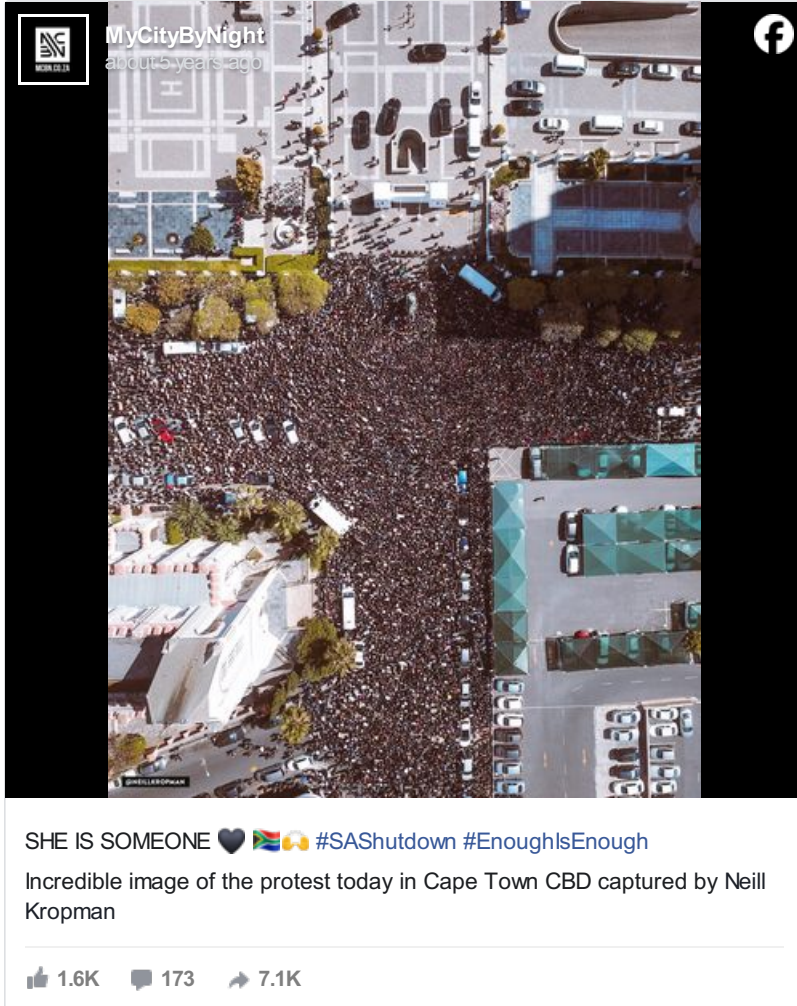 MyCityByNight
about 5 years ago
MCBN.CO.ZA
@NEILLKROPMAN
SHE IS SOMEONE 🖤 🇿🇦🙌 #SAShutdown #EnoughIsEnough
Incredible image of the protest today in Cape Town CBD captured by Neill
Kropman
1.6K 173 7.1K